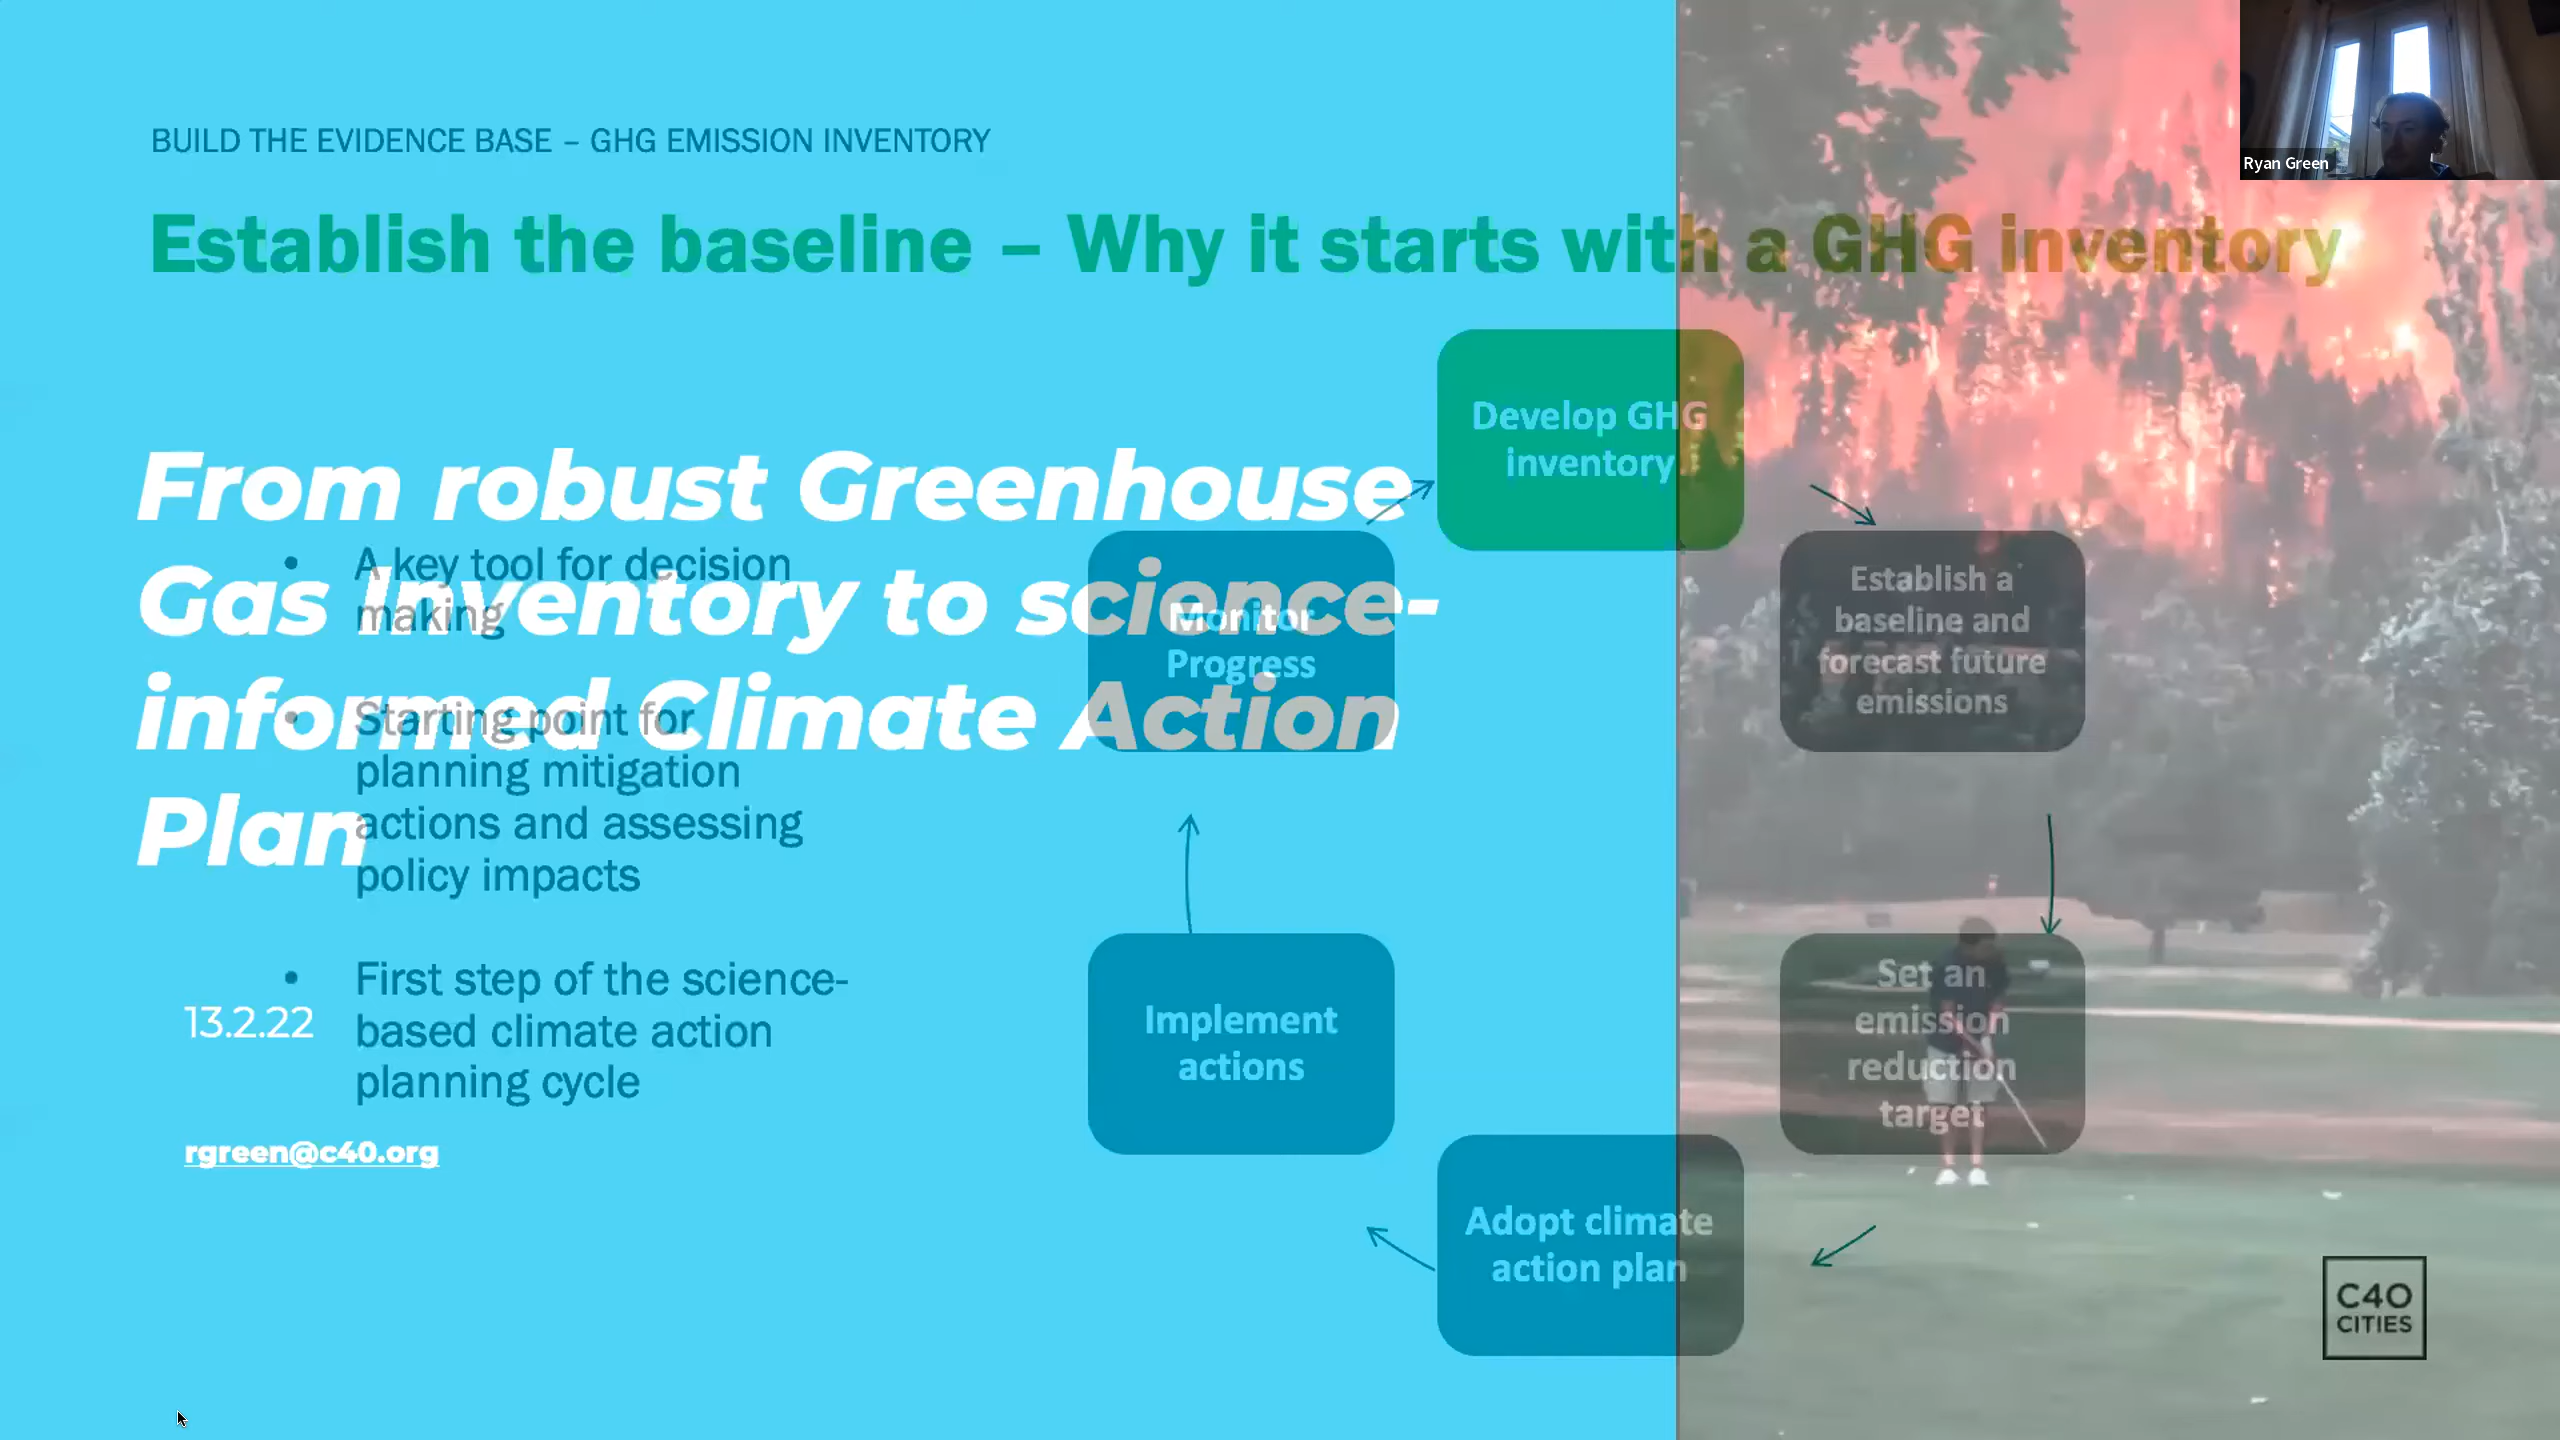 Ryan Green
BUILD THE EVIDENCE BASE – GHG EMISSION INVENTORY
Establish the baseline – Why it starts with a GHG inventory
From robust Greenhouse
Gas Inventory to science-
informed Climate Action
Plan
13.2.22
rgreen@c40.org
• A key tool for decision
making
• Starting point for
planning mitigation
actions and assessing
policy impacts
• First step of the science-
based climate action
planning cycle
Develop GHG
inventory
Establish a
baseline and
forecast future
emissions
Set an
emission
reduction
target
Adopt climate
action plan
Implement
actions
Monitor
Progress
C40
CITIES